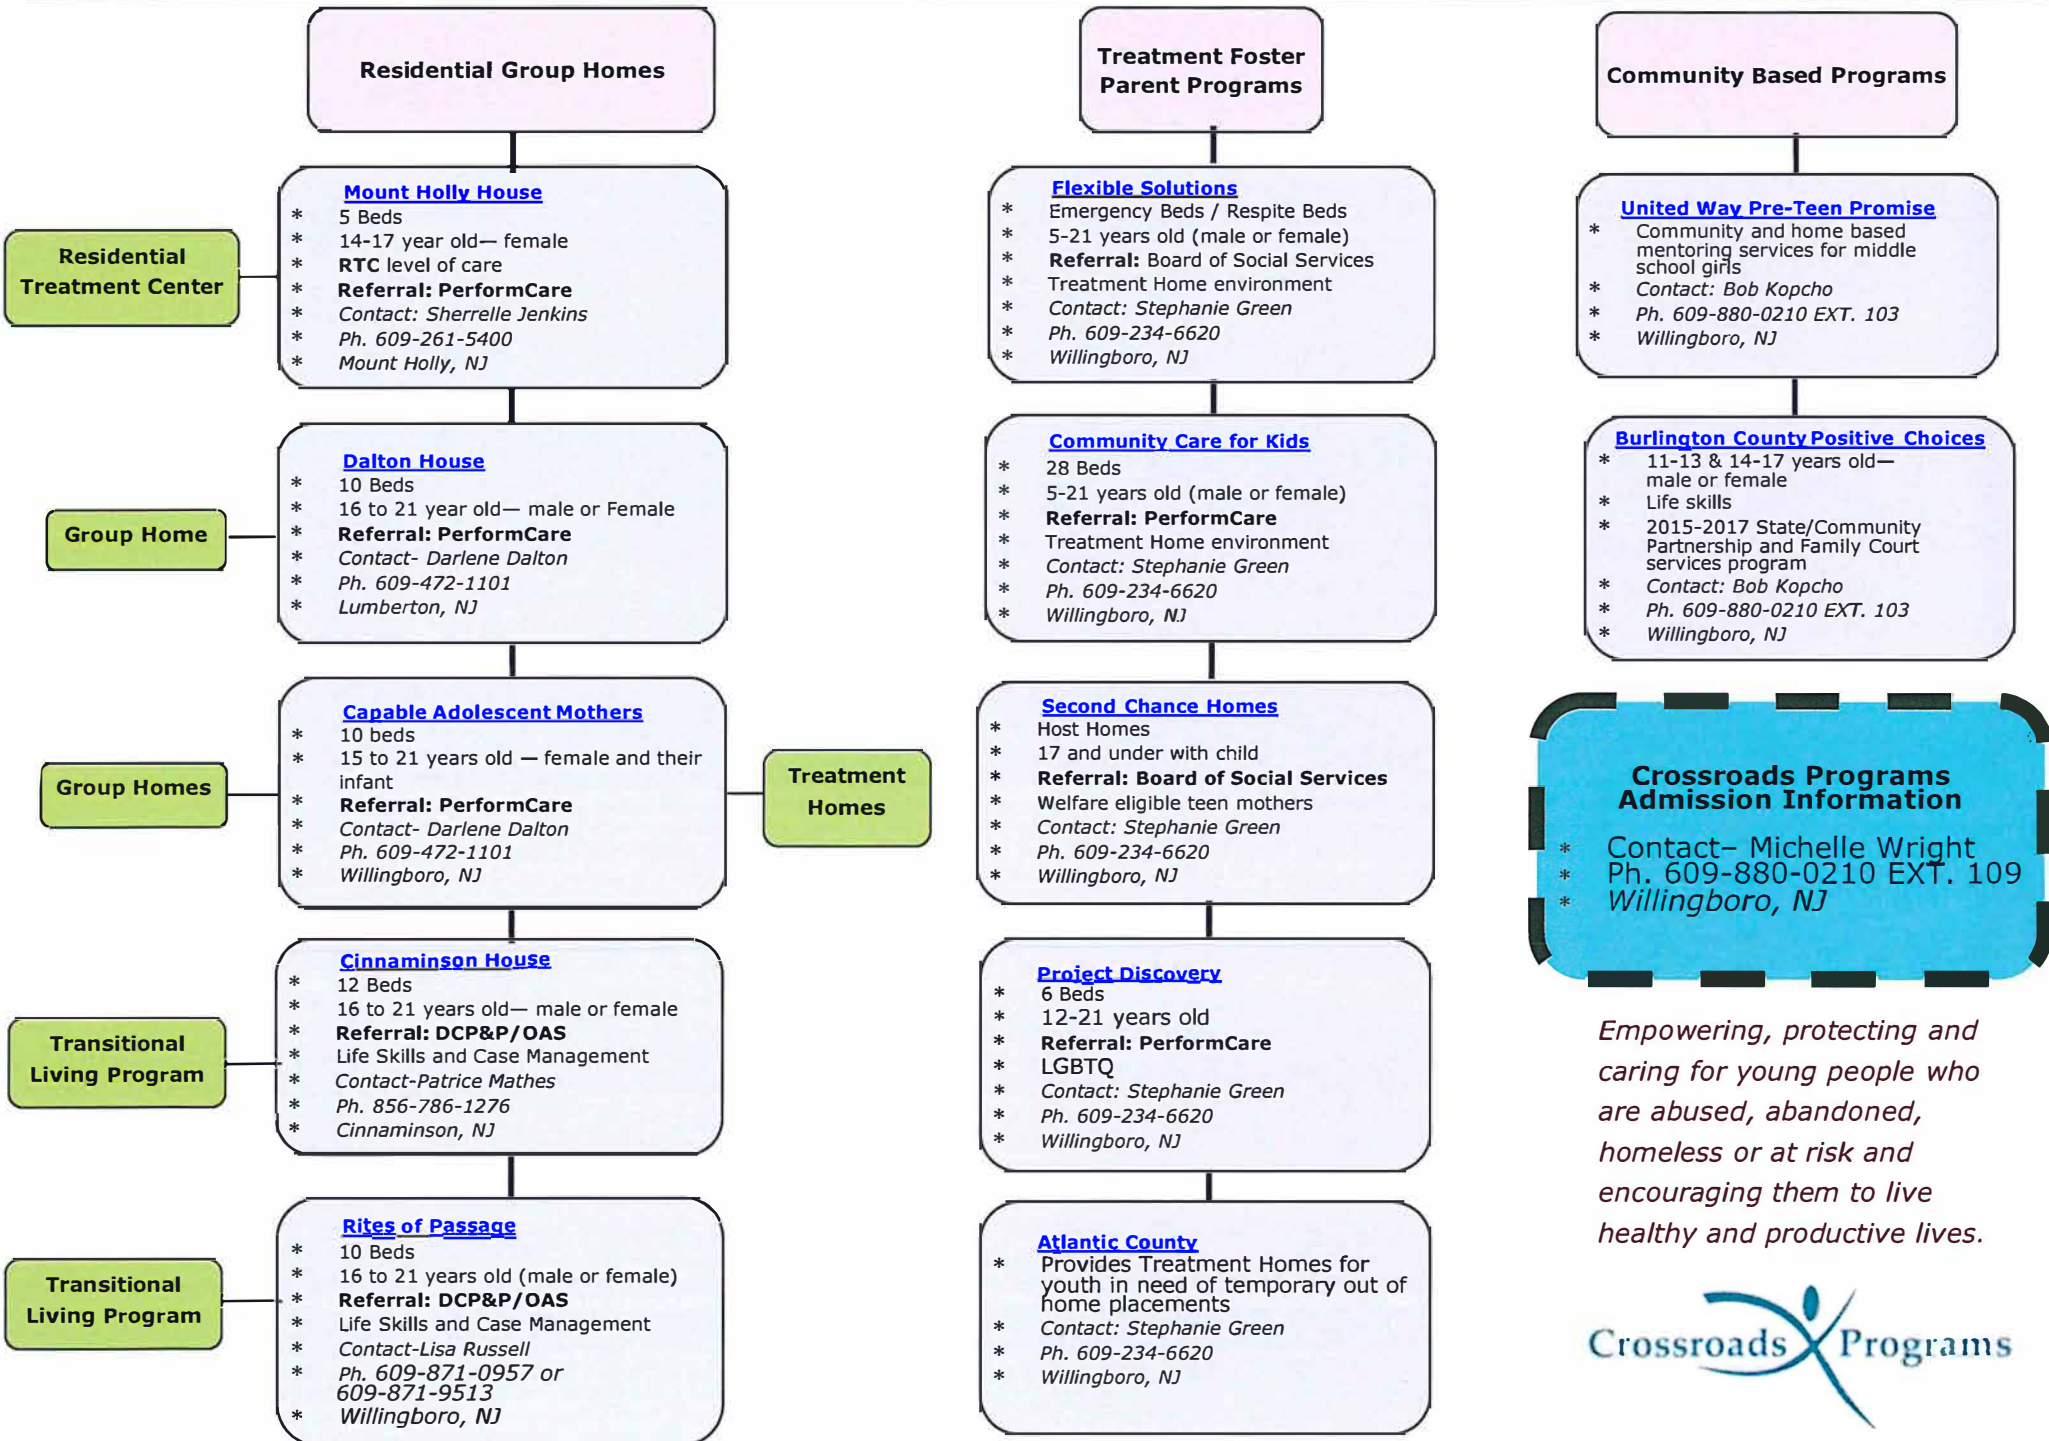 Residential Group Homes
Residential
Treatment Center
Mount Holly House
* 5 Beds
* 14-17 year old— female
* RTC level of care
* Referral: PerformCare
* Contact: Sherrelle Jenkins
* Ph. 609-261-5400
* Mount Holly, NJ
Group Home
Dalton House
* 10 Beds
* 16 to 21 year old— male or Female
* Referral: PerformCare
* Contact- Darlene Dalton
* Ph. 609-472-1101
* Lumberton, NJ
Group Homes
Capable Adolescent Mothers
* 10 beds
* 15 to 21 years old — female and their
infant
* Referral: PerformCare
* Contact- Darlene Dalton
* Ph. 609-472-1101
* Willingboro, NJ
Treatment
Homes
Transitional
Living Program
Cinnaminson House
* 12 Beds
* 16 to 21 years old— male or female
* Referral: DCP&P/OAS
* Life Skills and Case Management
* Contact-Patrice Mathes
* Ph. 856-786-1276
* Cinnaminson, NJ
Transitional
Living Program
Rites of Passage
* 10 Beds
* 16 to 21 years old (male or female)
* Referral: DCP&P/OAS
* Life Skills and Case Management
* Contact-Lisa Russell
* Ph. 609-871-0957 or
609-871-9513
* Willingboro, NJ
Treatment Foster
Parent Programs
Flexible Solutions
* Emergency Beds / Respite Beds
* 5-21 years old (male or female)
* Referral: Board of Social Services
* Treatment Home environment
* Contact: Stephanie Green
* Ph. 609-234-6620
* Willingboro, NJ
Community Care for Kids
* 28 Beds
* 5-21 years old (male or female)
* Referral: PerformCare
* Treatment Home environment
* Contact: Stephanie Green
* Ph. 609-234-6620
* Willingboro, NJ
Second Chance Homes
* Host Homes
* 17 and under with child
* Referral: Board of Social Services
* Welfare eligible teen mothers
* Contact: Stephanie Green
* Ph. 609-234-6620
* Willingboro, NJ
Project Discovery
* 6 Beds
* 12-21 years old
* Referral: PerformCare
* LGBTQ
* Contact: Stephanie Green
* Ph. 609-234-6620
* Willingboro, NJ
Atlantic County
* Provides Treatment Homes for
youth in need of temporary out of
home placements
* Contact: Stephanie Green
* Ph. 609-234-6620
* Willingboro, NJ
Community Based Programs
United Way Pre-Teen Promise
* Community and home based
mentoring services for middle
school girls
* Contact: Bob Kopcho
* Ph. 609-880-0210 EXT. 103
* Willingboro, NJ
Burlington County Positive Choices
* 11-13 & 14-17 years old—
male or female
* Life skills
* 2015-2017 State/Community
Partnership and Family Court
services program
* Contact: Bob Kopcho
* Ph. 609-880-0210 EXT. 103
* Willingboro, NJ
Crossroads Programs
Admission Information
* Contact– Michelle Wright
* Ph. 609-880-0210 EXT. 109
* Willingboro, NJ
Empowering, protecting and
caring for young people who
are abused, abandoned,
homeless or at risk and
encouraging them to live
healthy and productive lives.
Crossroads Programs